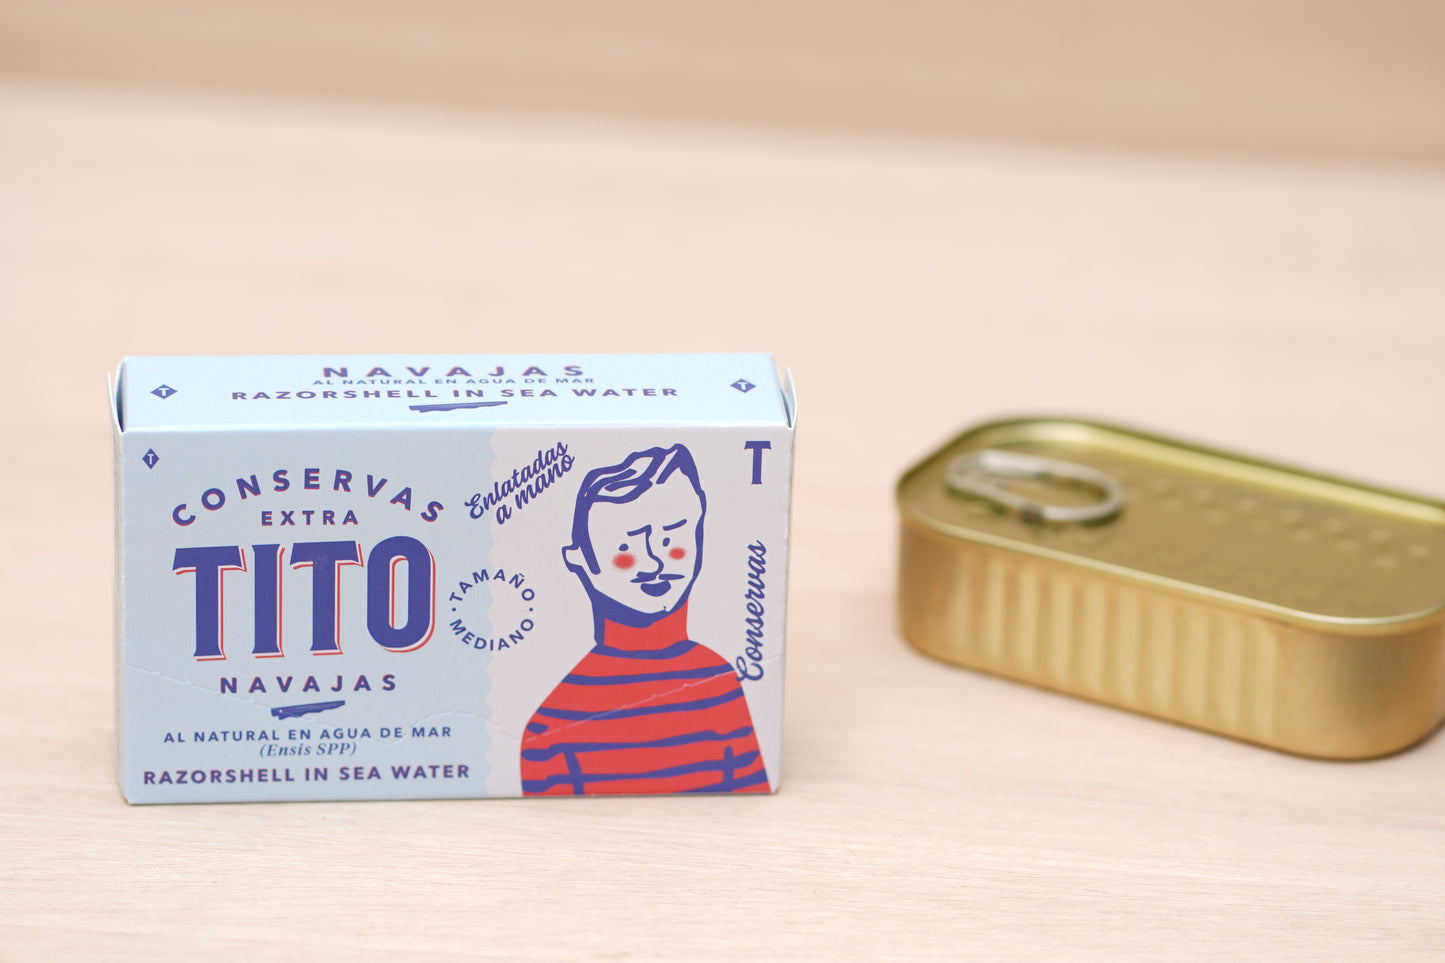 NAVAJAS
AL NATURAL EN AGUA DE MAR
T
RAZORSHELL IN SEA WATER
T
T
CONSERVAS
EXTRA
TITO
NAVAJAS
AL NATURAL EN AGUA DE MAR
(Ensis SPP)
RAZORSHELL IN SEA WATER
Enlatadas
a mano
TAMAÑO
MEDIANO
T
Conservas